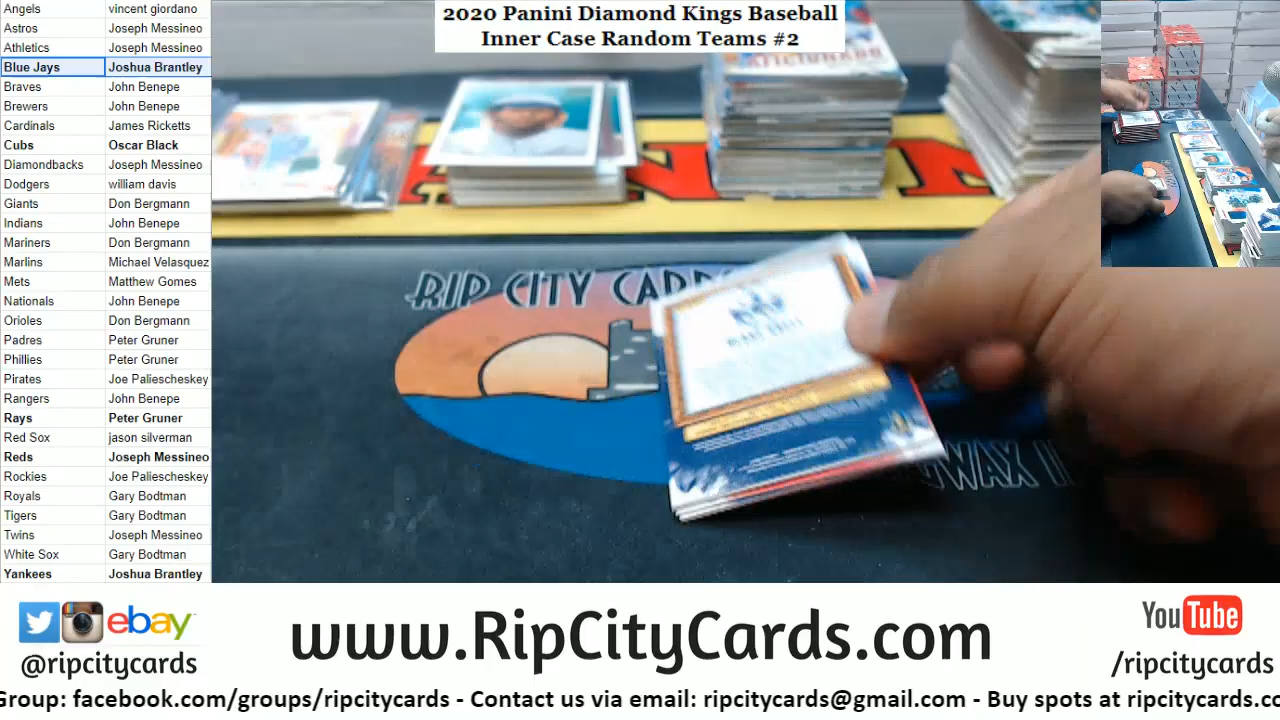 2020 Panini Diamond Kings Baseball
Inner Case Random Teams #2
Angels vincent giordano
Astros Joseph Messineo
Athletics Joseph Messineo
Blue Jays Joshua Brantley
Braves John Benepe
Brewers John Benepe
Cardinals James Ricketts
Cubs Oscar Black
Diamondbacks Joseph Messineo
Dodgers william davis
Giants Don Bergmann
Indians John Benepe
Mariners Don Bergmann
Marlins Michael Velasquez
Mets Matthew Gomes
Nationals John Benepe
Orioles Don Bergmann
Padres Peter Gruner
Phillies Peter Gruner
Pirates Joe Paliescheskey
Rangers John Benepe
Rays Peter Gruner
Red Sox jason silverman
Reds Joseph Messineo
Rockies Joe Paliescheskey
Royals Gary Bodtman
Tigers Gary Bodtman
Twins Joseph Messineo
White Sox Gary Bodtman
Yankees Joshua Brantley
RIP CITY CARDS
ebay
@ripcitycards
www.RipCityCards.com
YouTube
/ripcitycards
Group: facebook.com/groups/ripcitycards - Contact us via email: ripcitycards@gmail.com - Buy spots at ripcitycards.co